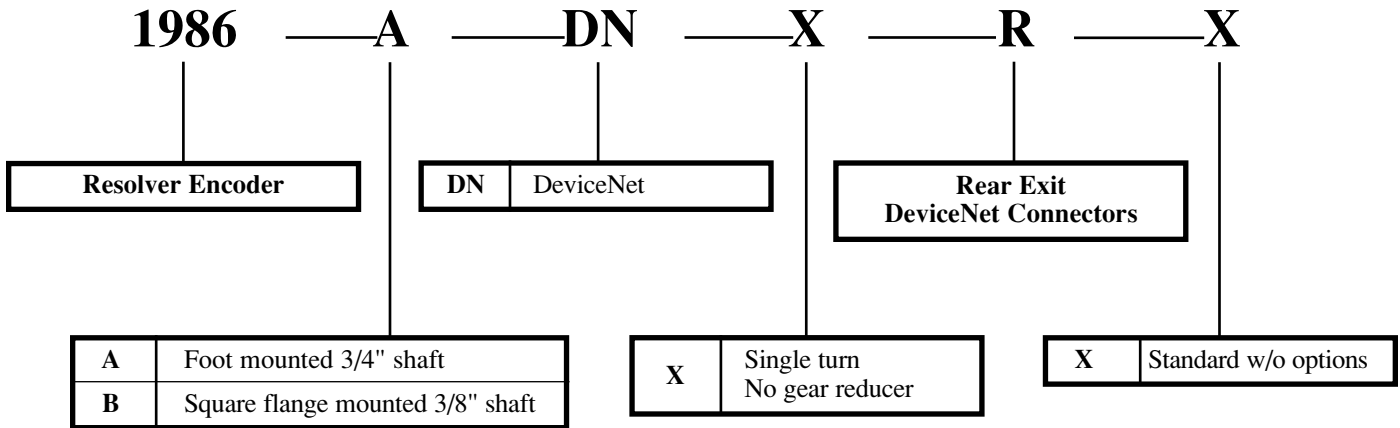 1986 A DN X R X
Resolver Encoder
DN DeviceNet
Rear Exit
DeviceNet Connectors
A Foot mounted 3/4" shaft
B Square flange mounted 3/8" shaft
X Single turn
No gear reducer
X Standard w/o options